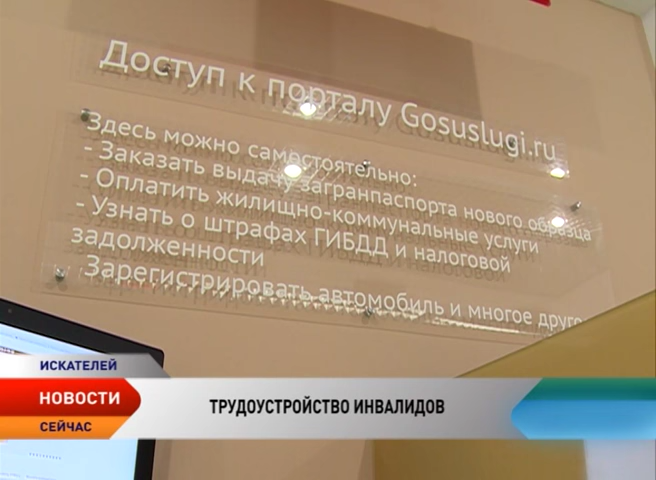 Доступ к порталу Gosuslugi.ru
Здесь можно самостоятельно:
- Заказать выдачу загранпаспорта нового образца
- Оплатить жилищно-коммунальные услуги
- Узнать о штрафах ГИБДД и налоговой
задолженности
Зарегистрировать автомобиль и многое друго
ИСКАТЕЛЕЙ
НОВОСТИ
СЕЙЧАС
ТРУДОУСТРОЙСТВО ИНВАЛИДОВ